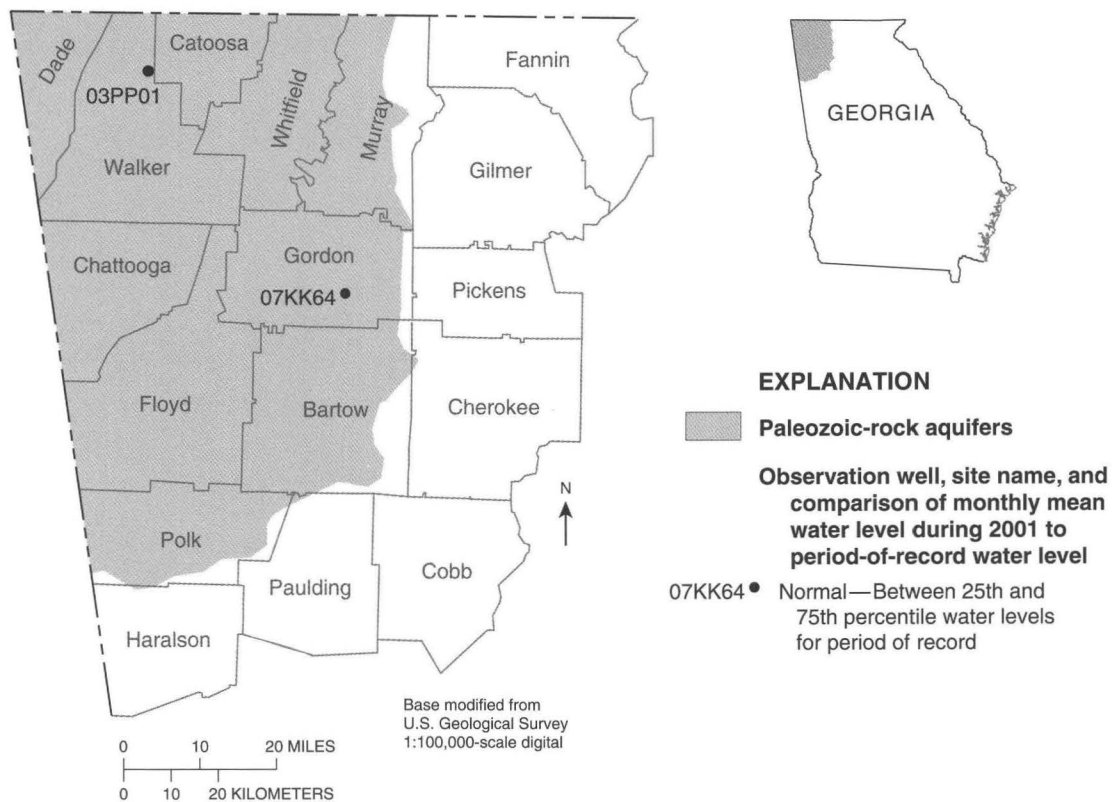 Dade
Catoosa
03PP01
Whitfield
Murray
Fannin
Walker
Gilmer
Chattooga
Gordon
07KK64
Pickens
Floyd
Bartow
Cherokee
Polk
Paulding
Cobb
Haralson
N
Base modified from
U.S. Geological Survey
1:100,000-scale digital
0 10 20 MILES
0 10 20 KILOMETERS
GEORGIA
EXPLANATION
Paleozoic-rock aquifers
Observation well, site name, and
comparison of monthly mean
water level during 2001 to
period-of-record water level
07KK64 Normal—Between 25th and
75th percentile water levels
for period of record